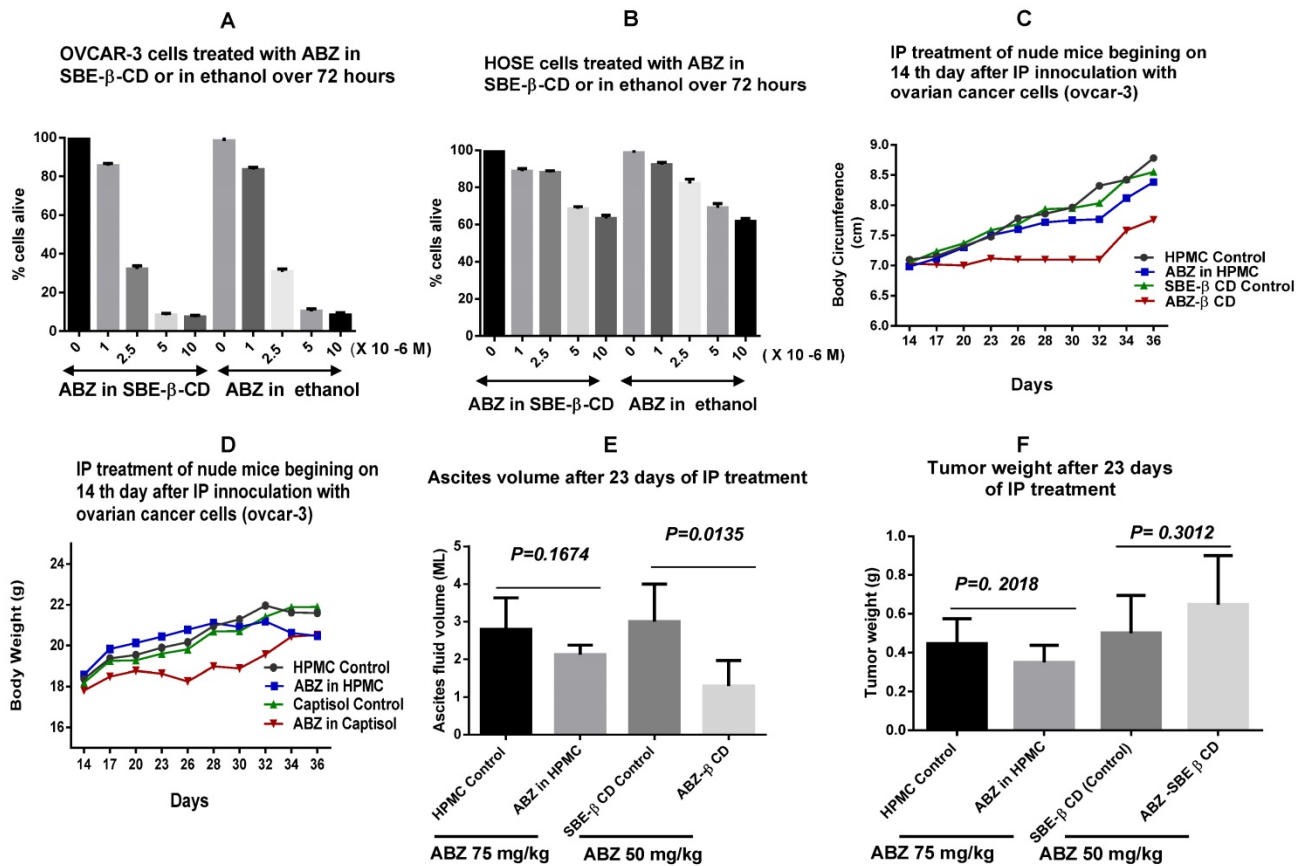 A
OVCAR-3 cells treated with ABZ in
SBE-β-CD or in ethanol over 72 hours
% cells alive
100
80
60
40
20
0
0 1 2.5 5 10 0 1 2.5 5 10 (X 10 -6 M)
ABZ in SBE-β-CD ABZ in ethanol
B
HOSE cells treated with ABZ in
SBE-β-CD or in ethanol over 72 hours
% cells alive
100
80
60
40
20
0
0 1 2.5 5 10 0 1 2.5 5 10 (X 10 -6 M)
ABZ in SBE-β-CD ABZ in ethanol
C
IP treatment of nude mice begining on
14 th day after IP innoculation with
ovarian cancer cells (ovcar-3)
Body Circumference
(cm)
9.0
8.5
8.0
7.5
7.0
6.5
6.0
HPMC Control
ABZ in HPMC
SBE-β CD Control
ABZ-β CD
14 17 20 23 26 28 30 32 34 36
Days
D
IP treatment of nude mice begining on
14 th day after IP innoculation with
ovarian cancer cells (ovcar-3)
Body Weight (g)
24
22
20
18
16
HPMC Control
ABZ in HPMC
Captisol Control
ABZ in Captisol
14 17 20 23 26 28 30 32 34 36
Days
E
Ascites volume after 23 days of IP treatment
Ascites fluid volume (ML)
5
4
3
2
1
0
P=0.1674
P=0.0135
HPMC Control
ABZ in HPMC
SBE-β CD Control
ABZ-β CD
ABZ 75 mg/kg ABZ 50 mg/kg
F
Tumor weight after 23 days
of IP treatment
Tumor weight (g)
1.0
0.8
0.6
0.4
0.2
0.0
P=0. 2018
P= 0.3012
HPMC Control
ABZ in HPMC
SBE-β CD (Control)
ABZ -SBE β CD
ABZ 75 mg/kg ABZ 50 mg/kg